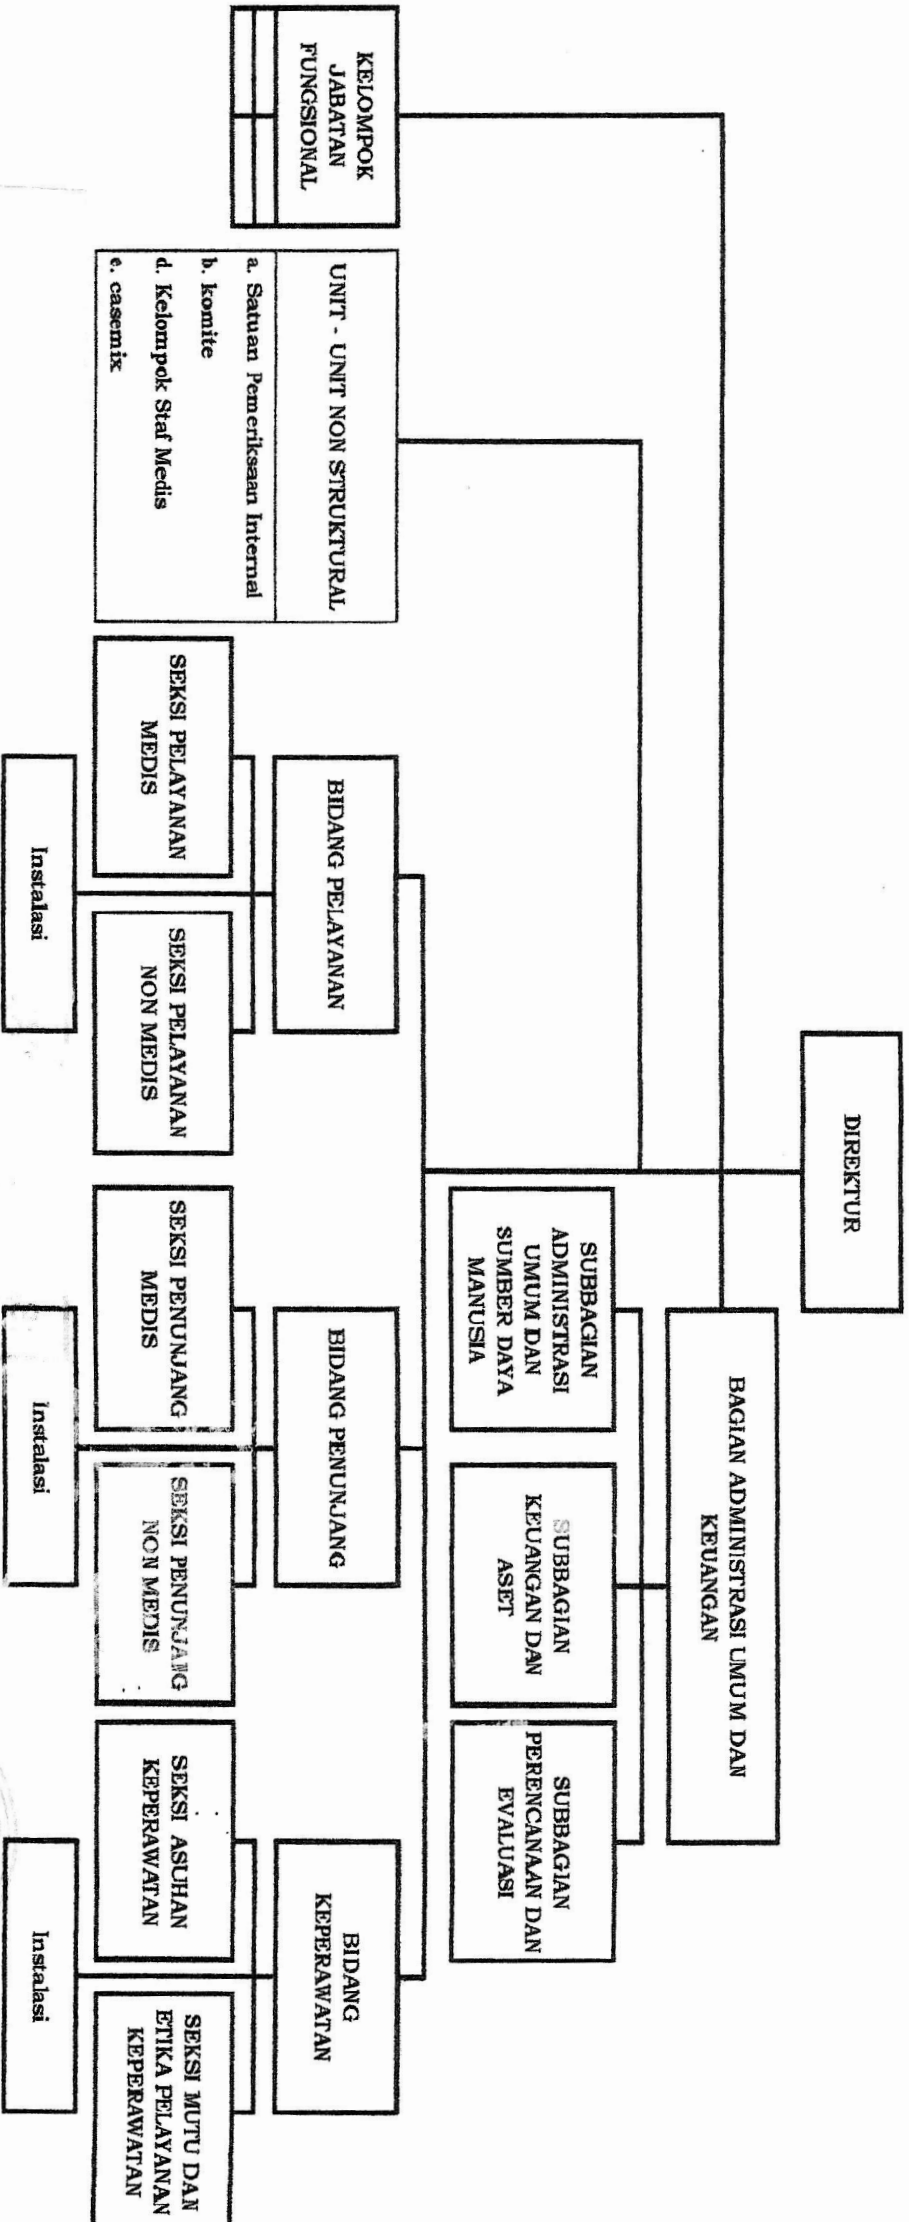 DIREKTUR
BAGIAN ADMINISTRASI UMUM DAN
KEUANGAN
SUBBAGIAN
ADMINISTRASI
UMUM DAN
SUMBER DAYA
MANUSIA
SUBBAGIAN
KEUANGAN DAN
ASET
SUBBAGIAN
PERENCANAAN DAN
EVALUASI
KELOMPOK
JABATAN
FUNGSIONAL
UNIT - UNIT NON STRUKTURAL
a. Satuan Pemeriksaan Internal
b. komite
d. Kelompok Staf Medis
e. casemix
BIDANG PELAYANAN
SEKSI PELAYANAN
MEDIS
SEKSI PELAYANAN
NON MEDIS
Instalasi
BIDANG PENUNJANG
SEKSI PENUNJANG
MEDIS
SEKSI PENUNJANG
NON MEDIS
Instalasi
BIDANG
KEPERAWATAN
SEKSI ASUHAN
KEPERAWATAN
SEKSI MUTU DAN
ETIKA PELAYANAN
KEPERAWATAN
Instalasi